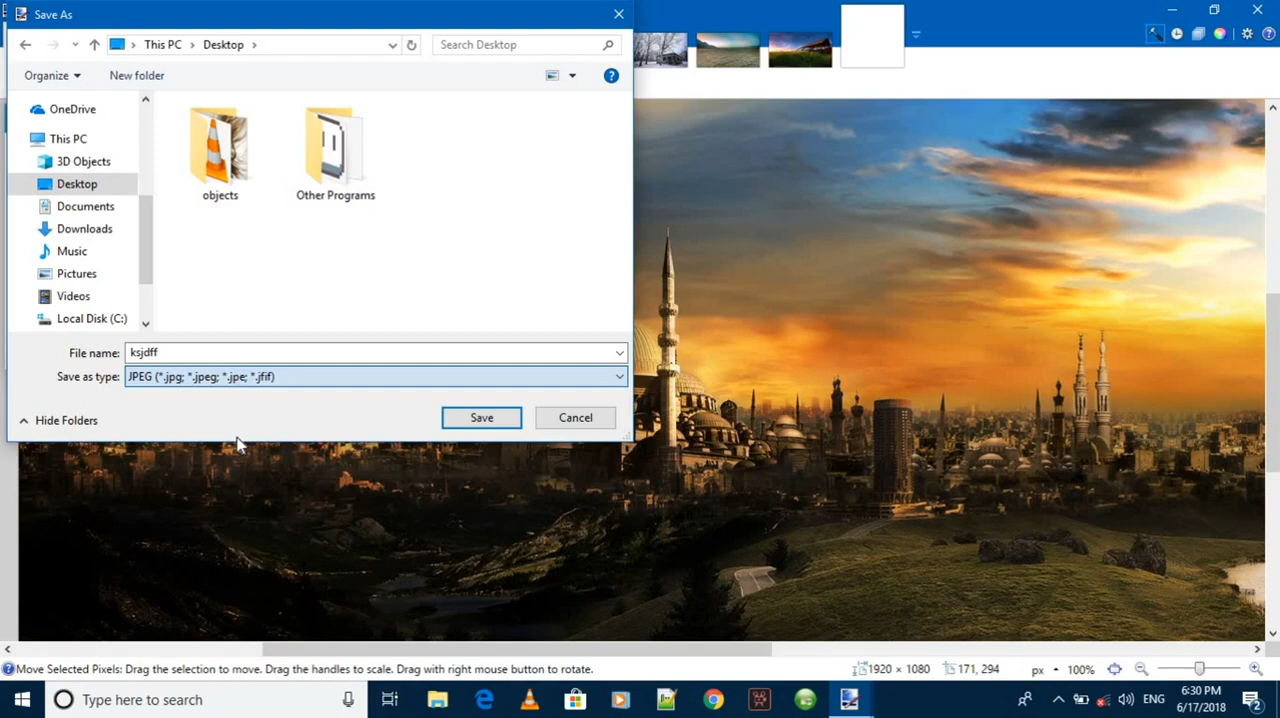 Save As
This PC
Desktop
Search Desktop
Organize
New folder
OneDrive
This PC
3D Objects
Desktop
Documents
Downloads
Music
Pictures
Videos
Local Disk (C:)
objects
Other Programs
File name: ksjdff
Save as type: JPEG (*.jpg; *.jpeg; *.jpe; *.jfif)
Hide Folders
Save
Cancel
Move Selected Pixels: Drag the selection to move. Drag the handles to scale. Drag with right mouse button to rotate.
1920 × 1080
171, 294
px
100%
Type here to search
ENG
6:30 PM
6/17/2018
2